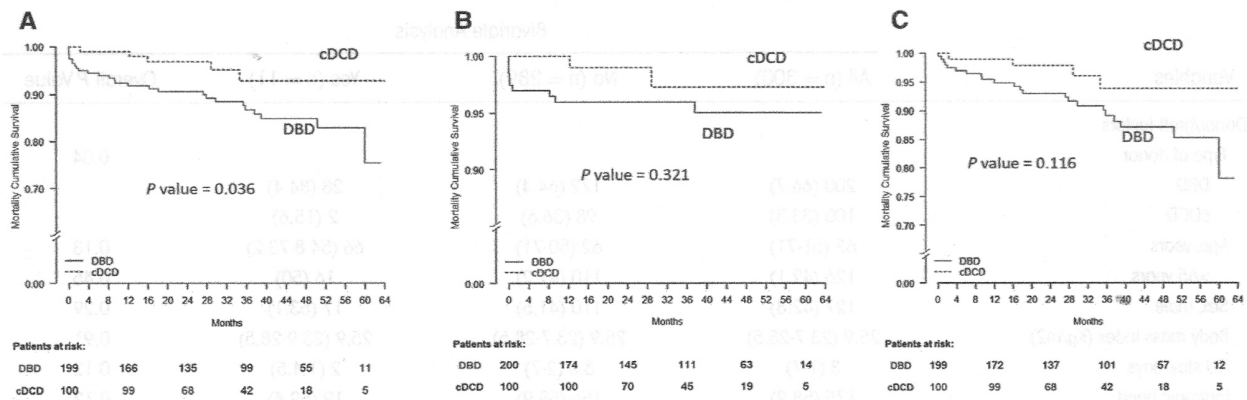 A
cDCD
DBD
P value = 0.036
Mortality Cumulative Survival
1.00
0.90
0.80
0.70
0.00
DBD
cDCD
0 4 8 12 16 20 24 28 32 36 40 44 48 52 56 60 64
Months
Patients at risk:
DBD 199 166 135 99 55 11
cDCD 100 99 68 42 18 5
B
cDCD
DBD
P value = 0.321
Mortality Cumulative Survival
1.00
0.95
0.90
0.00
DBD
cDCD
0 4 8 12 16 20 24 28 32 36 40 44 48 52 56 60 64
Months
Patients at risk:
DBD 200 174 145 111 63 14
cDCD 100 100 70 45 19 5
C
cDCD
DBD
P value = 0.116
Mortality Cumulative Survival
1.00
0.95
0.90
0.85
0.80
0.75
0.70
0.00
DBD
cDCD
0 4 8 12 16 20 24 28 32 36 40 44 48 52 56 60 64
Months
Patients at risk:
DBD 199 172 137 101 57 12
cDCD 100 99 68 42 18 5